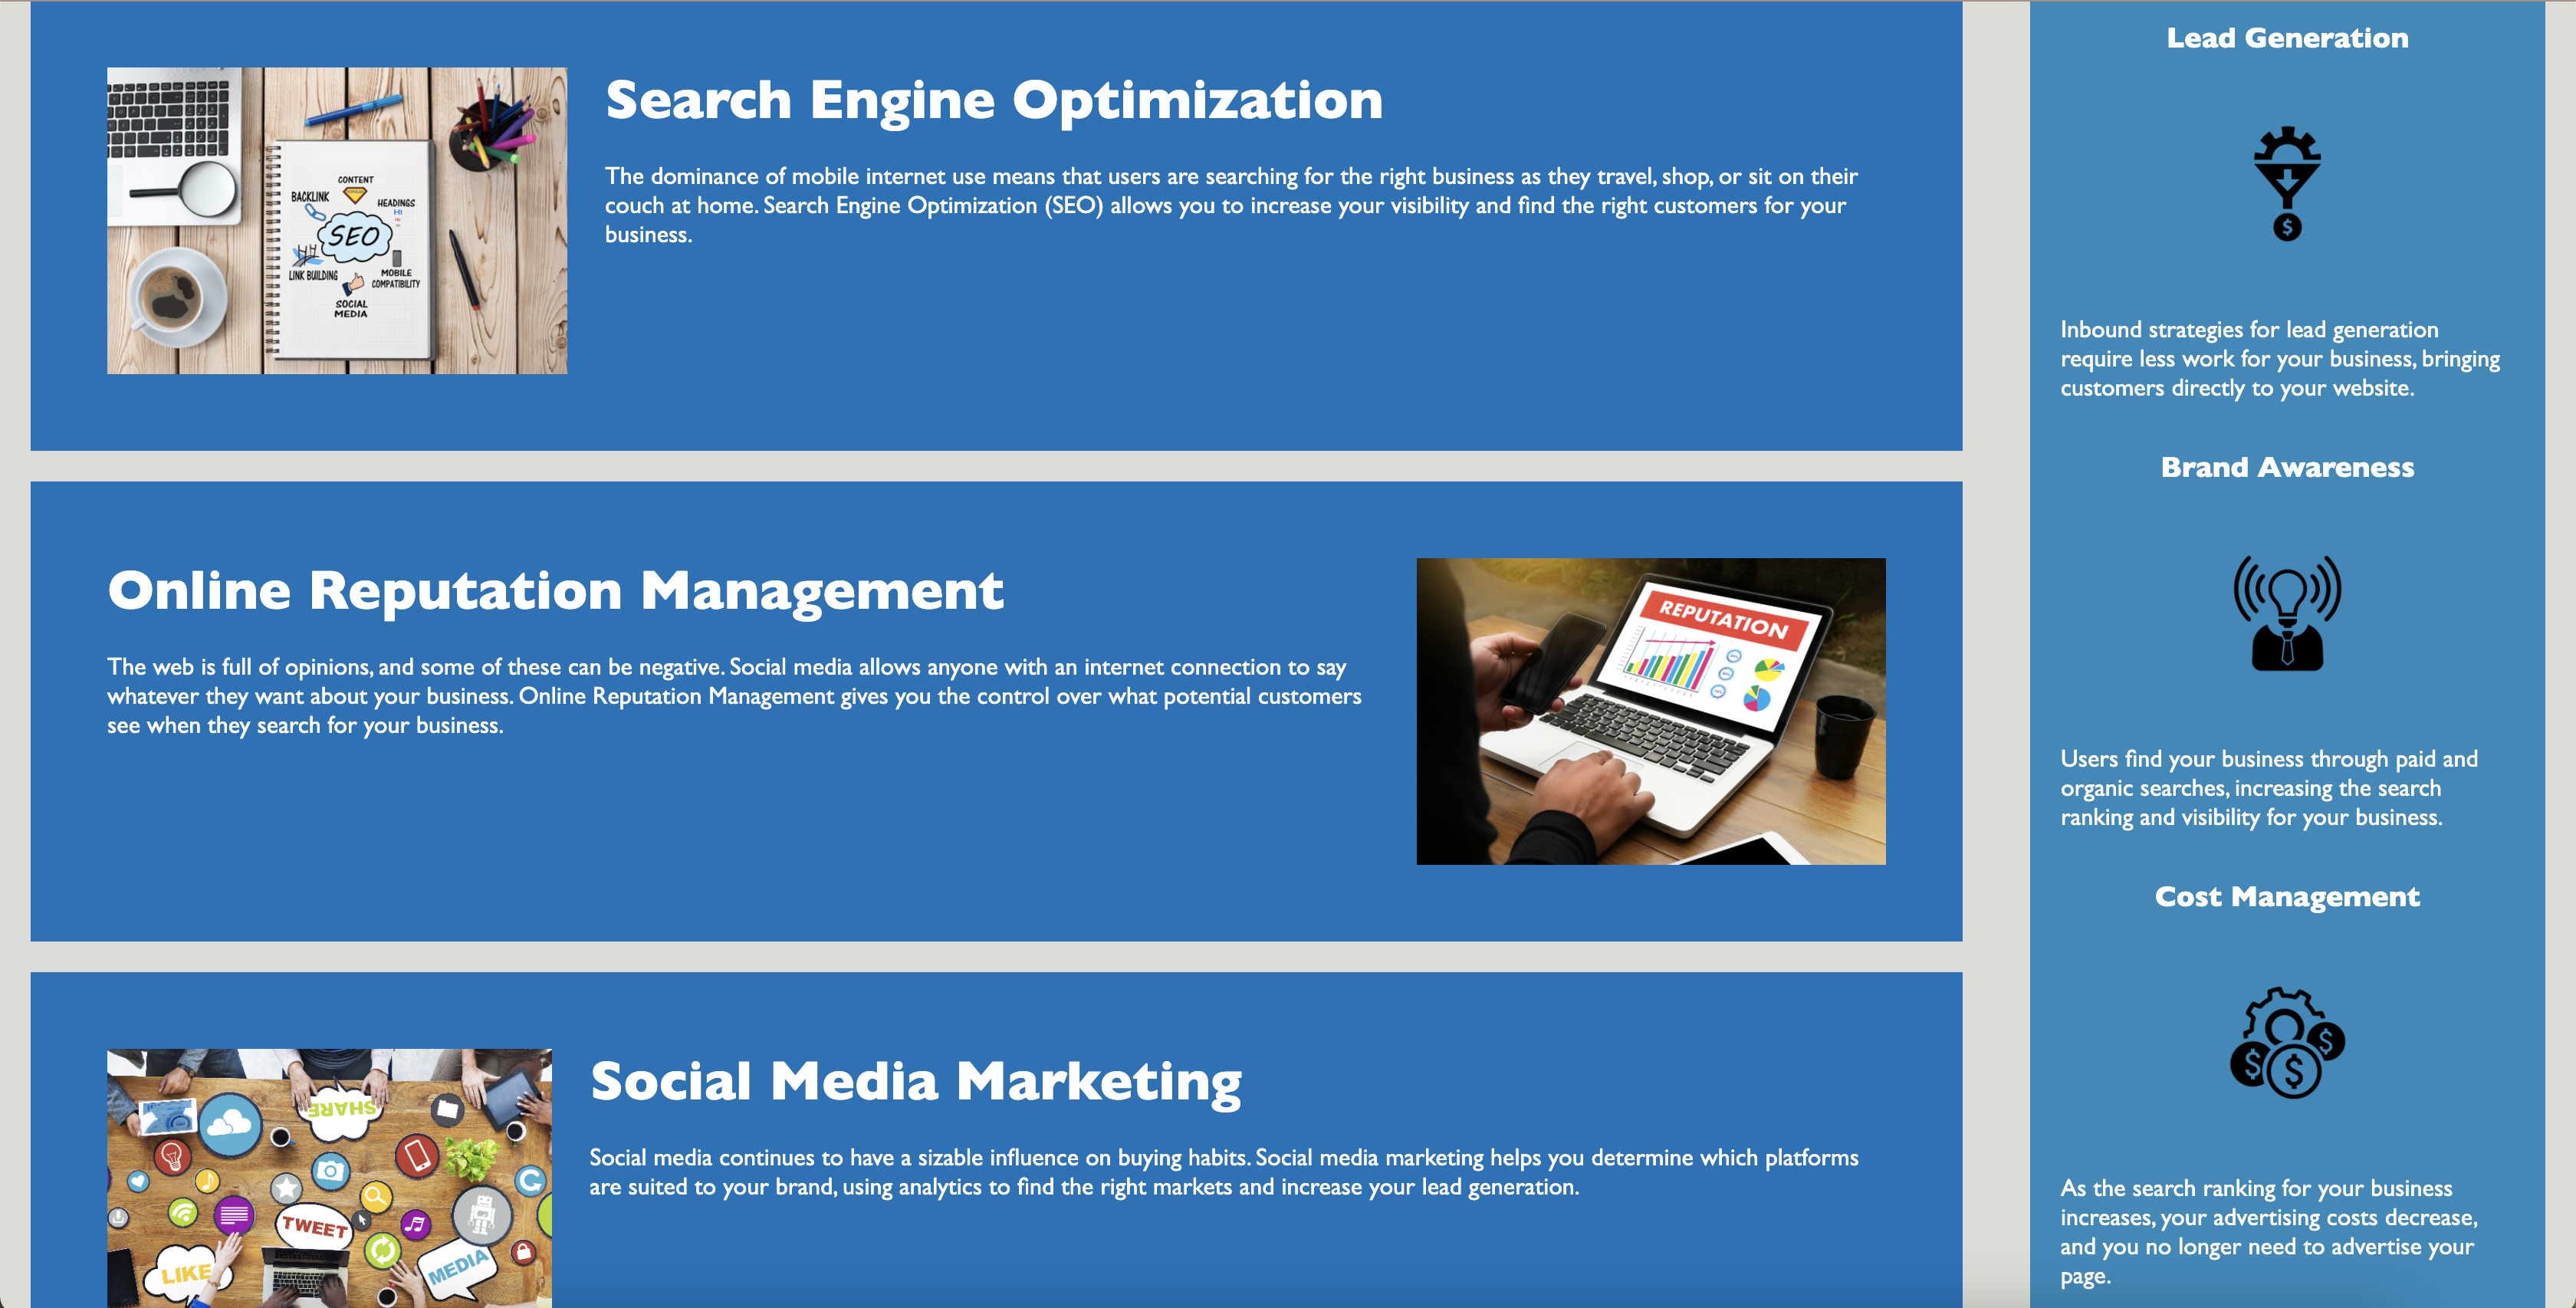 Search Engine Optimization
The dominance of mobile internet use means that users are searching for the right business as they travel, shop, or sit on their
couch at home. Search Engine Optimization (SEO) allows you to increase your visibility and find the right customers for your
business.
CONTENT
BACKLINK
HEADINGS
H1
SEO
LINK BUILDING
MOBILE
COMPATIBILITY
SOCIAL
MEDIA
Online Reputation Management
The web is full of opinions, and some of these can be negative. Social media allows anyone with an internet connection to say
whatever they want about your business. Online Reputation Management gives you the control over what potential customers
see when they search for your business.
REPUTATION
Social Media Marketing
Social media continues to have a sizable influence on buying habits. Social media marketing helps you determine which platforms
are suited to your brand, using analytics to find the right markets and increase your lead generation.
SHARE
TWEET
LIKE
MEDIA
Lead Generation
$
Inbound strategies for lead generation
require less work for your business, bringing
customers directly to your website.
Brand Awareness
Users find your business through paid and
organic searches, increasing the search
ranking and visibility for your business.
Cost Management
$ $ $
As the search ranking for your business
increases, your advertising costs decrease,
and you no longer need to advertise your
page.